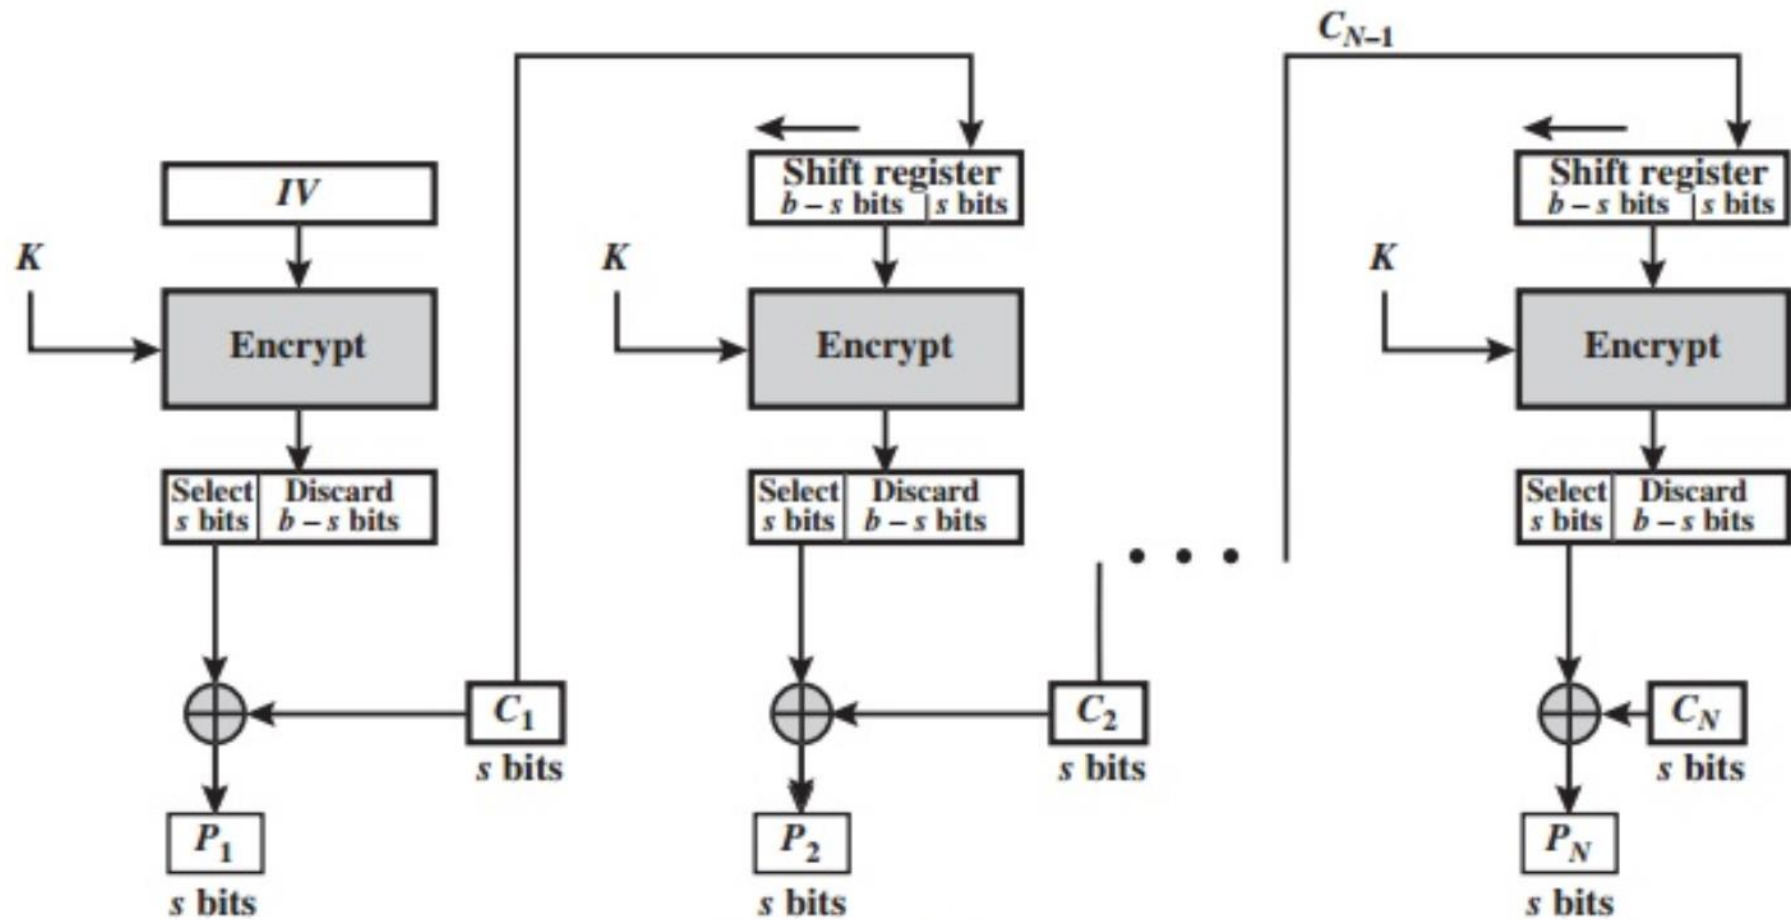 C_{N-1}
IV
Shift register
b – s bits | s bits
Shift register
b – s bits | s bits
K
K
K
Encrypt
Encrypt
Encrypt
Select
s bits
Discard
b – s bits
Select
s bits
Discard
b – s bits
Select
s bits
Discard
b – s bits
• • •
C_1
s bits
C_2
s bits
C_N
s bits
P_1
s bits
P_2
s bits
P_N
s bits